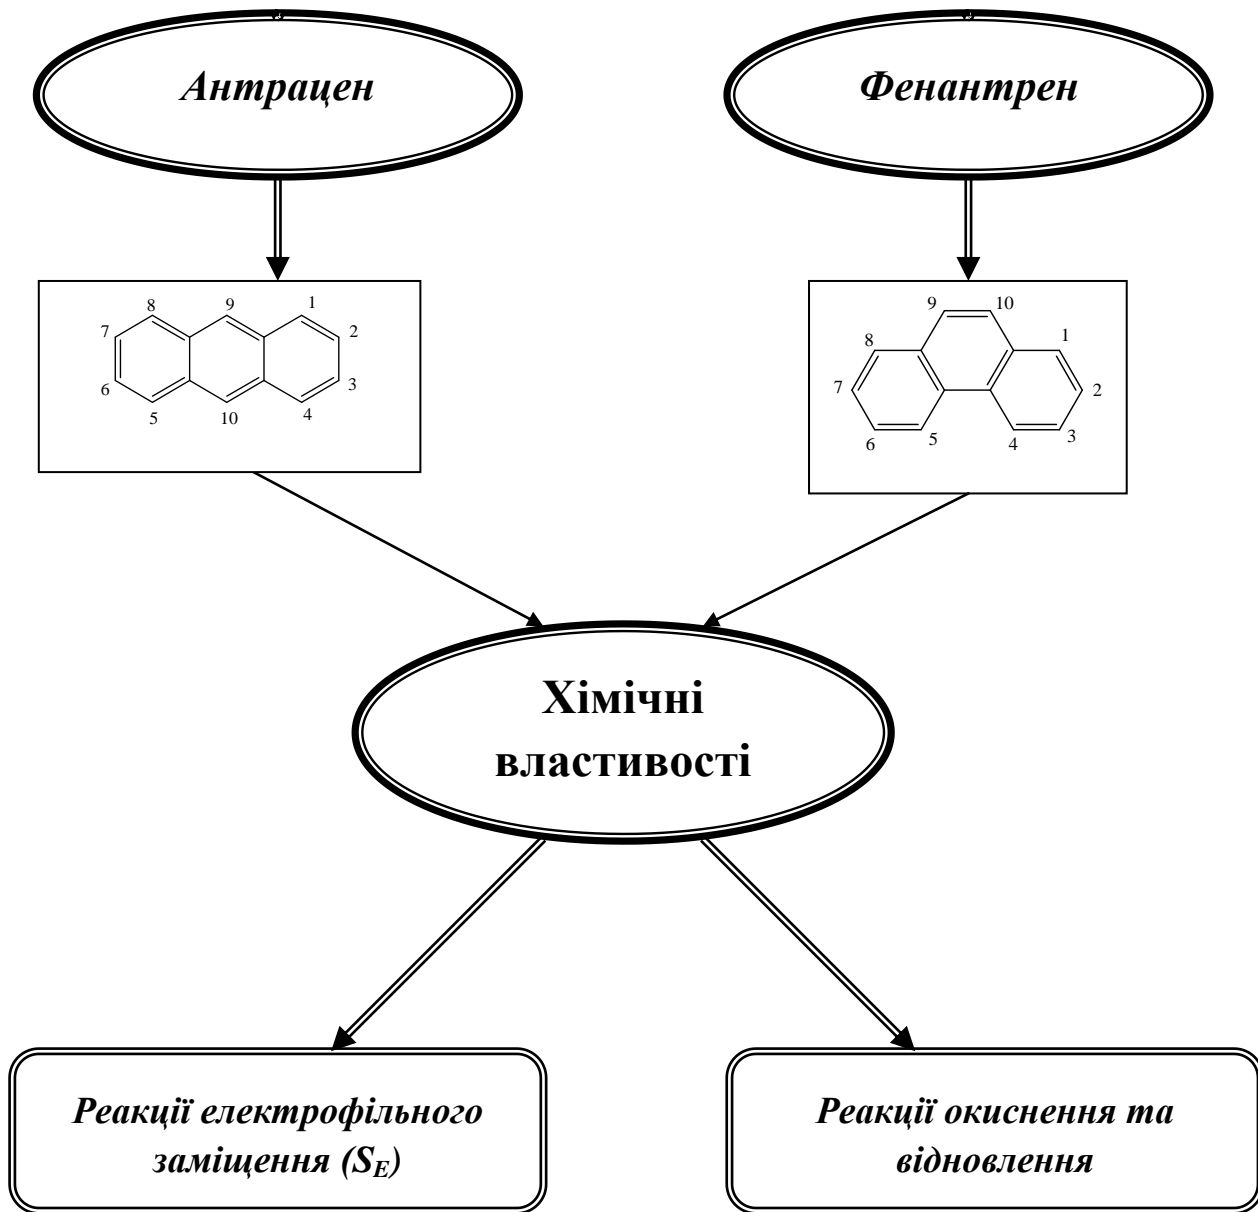 Антрацен
Фенантрен
8 9 1
7 2
6 3
5 10 4
9 10
8 1
7 2
6 5 4 3
Хімічні
властивості
Реакції електрофільного
заміщення (SE)
Реакції окиснення та
відновлення